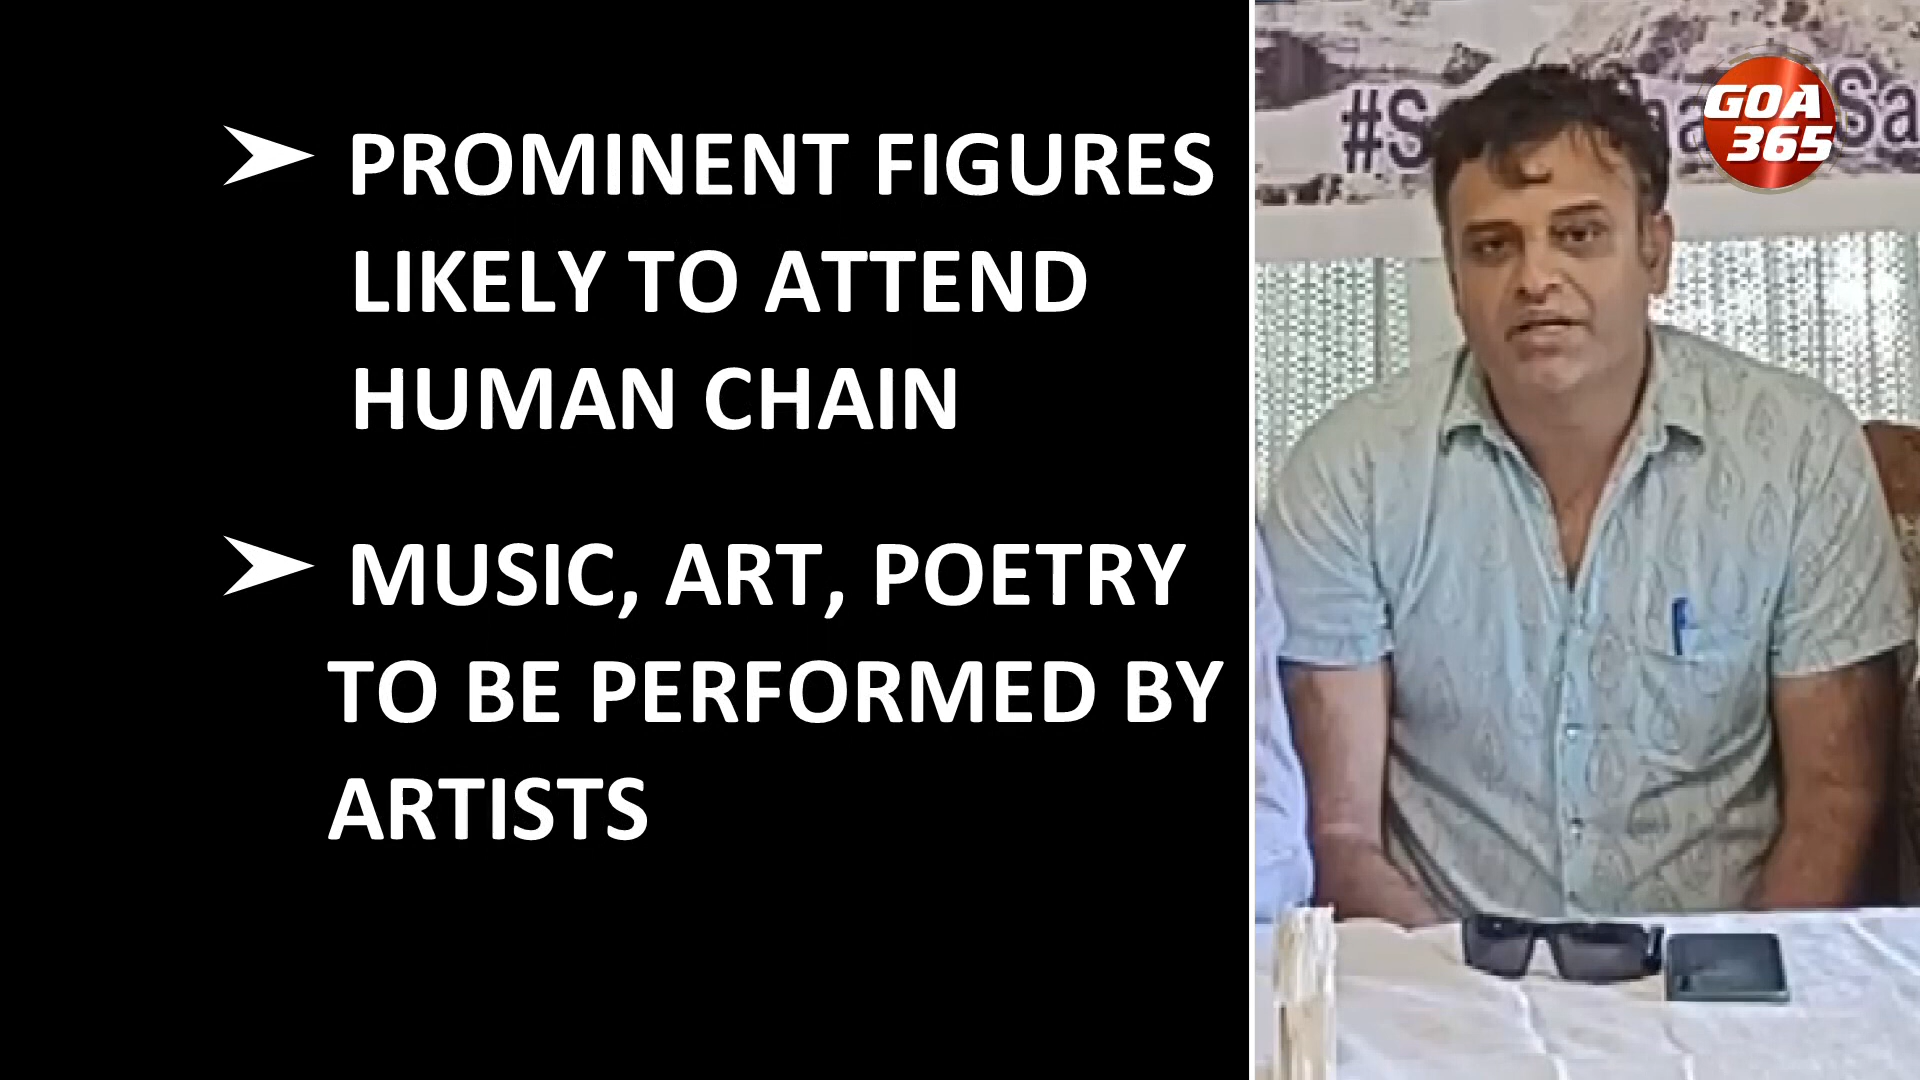 PROMINENT FIGURES
LIKELY TO ATTEND
HUMAN CHAIN
MUSIC, ART, POETRY
TO BE PERFORMED BY
ARTISTS
GOA
365